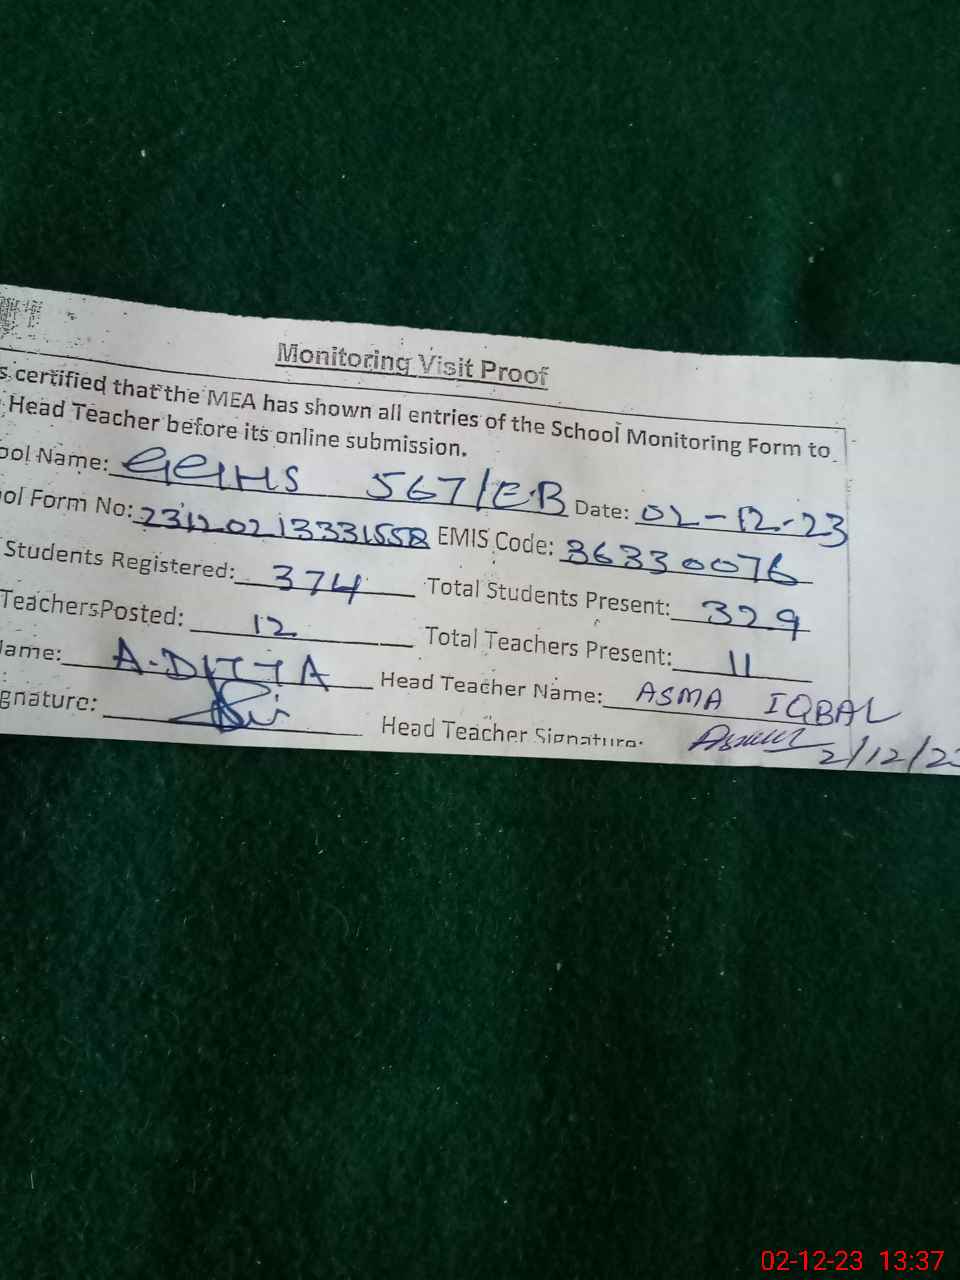 Monitoring Visit Proof
s certified that the MEA has shown all entries of the School Monitoring Form to
Head Teacher before its online submission.
ool Name: GGHS 567/EB Date: 02-12-23
ol Form No: EMIS Code: 36330076
Students Registered: 374 Total Students Present: 329
TeachersPosted: 12 Total Teachers Present: 11
ame: A-DITTA Head Teacher Name: ASMA IQBAL
gnature: Head Teacher Signature: 2/12/23
02-12-23 13:37